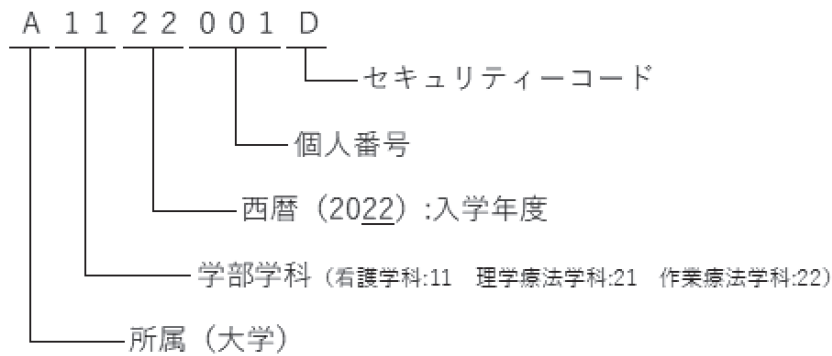 A 1 1 2 2 0 0 1 D
セキュリティーコード
個人番号
西暦（2022）:入学年度
学部学科（看護学科:11　理学療法学科:21　作業療法学科:22）
所属（大学）